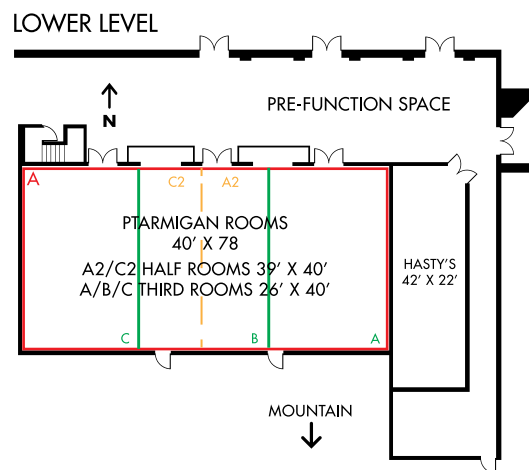 LOWER LEVEL
N
PRE-FUNCTION SPACE
A
C2
A2
PTARMIGAN ROOMS
40' X 78
A2/C2 HALF ROOMS 39' X 40'
A/B/C THIRD ROOMS 26' X 40'
HASTY'S
42' X 22'
C
B
A
MOUNTAIN